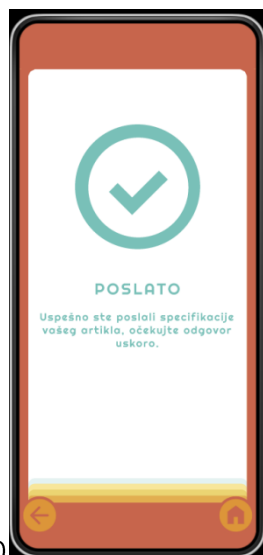 POSLATO
Uspešno ste poslali specifikacije
vašeg artikla, očekujte odgovor
uskoro.